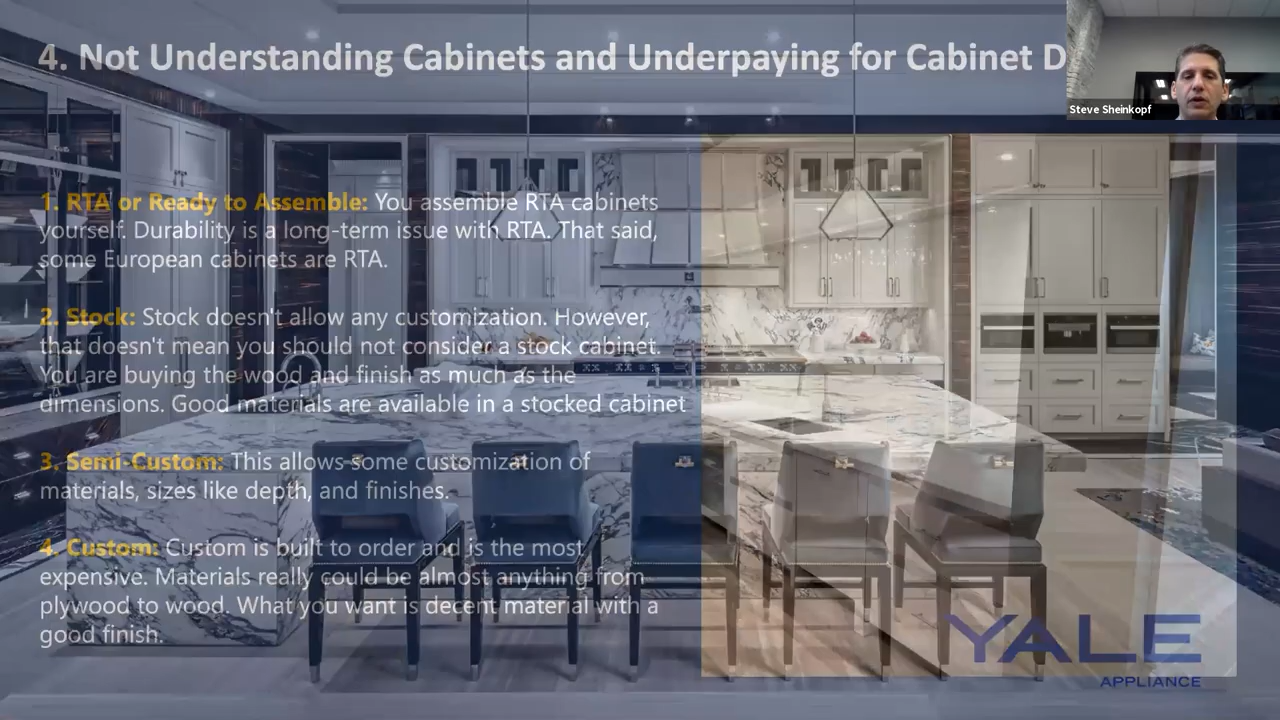 4. Not Understanding Cabinets and Underpaying for Cabinet D
Steve Sheinkopf
1. RTA or Ready to Assemble: You assemble RTA cabinets
yourself. Durability is a long-term issue with RTA. That said,
some European cabinets are RTA.
2. Stock: Stock doesn't allow any customization. However,
that doesn't mean you should not consider a stock cabinet.
You are buying the wood and finish as much as the
dimensions. Good materials are available in a stocked cabinet
3. Semi-Custom: This allows some customization of
materials, sizes like depth, and finishes.
4. Custom: Custom is built to order and is the most
expensive. Materials really could be almost anything from
plywood to wood. What you want is decent material with a
good finish.
YALE
APPLIANCE